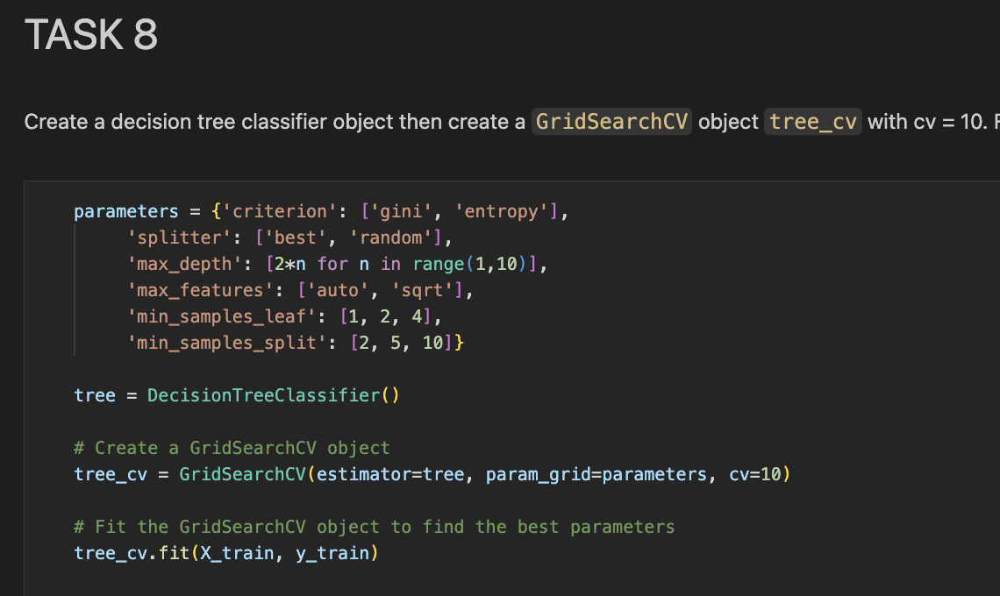 TASK 8
Create a decision tree classifier object then create a GridSearchCV object tree_cv with cv = 10.
parameters = {'criterion': ['gini', 'entropy'],
'splitter': ['best', 'random'],
'max_depth': [2*n for n in range(1,10)],
'max_features': ['auto', 'sqrt'],
'min_samples_leaf': [1, 2, 4],
'min_samples_split': [2, 5, 10]}
tree = DecisionTreeClassifier()
# Create a GridSearchCV object
tree_cv = GridSearchCV(estimator=tree, param_grid=parameters, cv=10)
# Fit the GridSearchCV object to find the best parameters
tree_cv.fit(X_train, y_train)